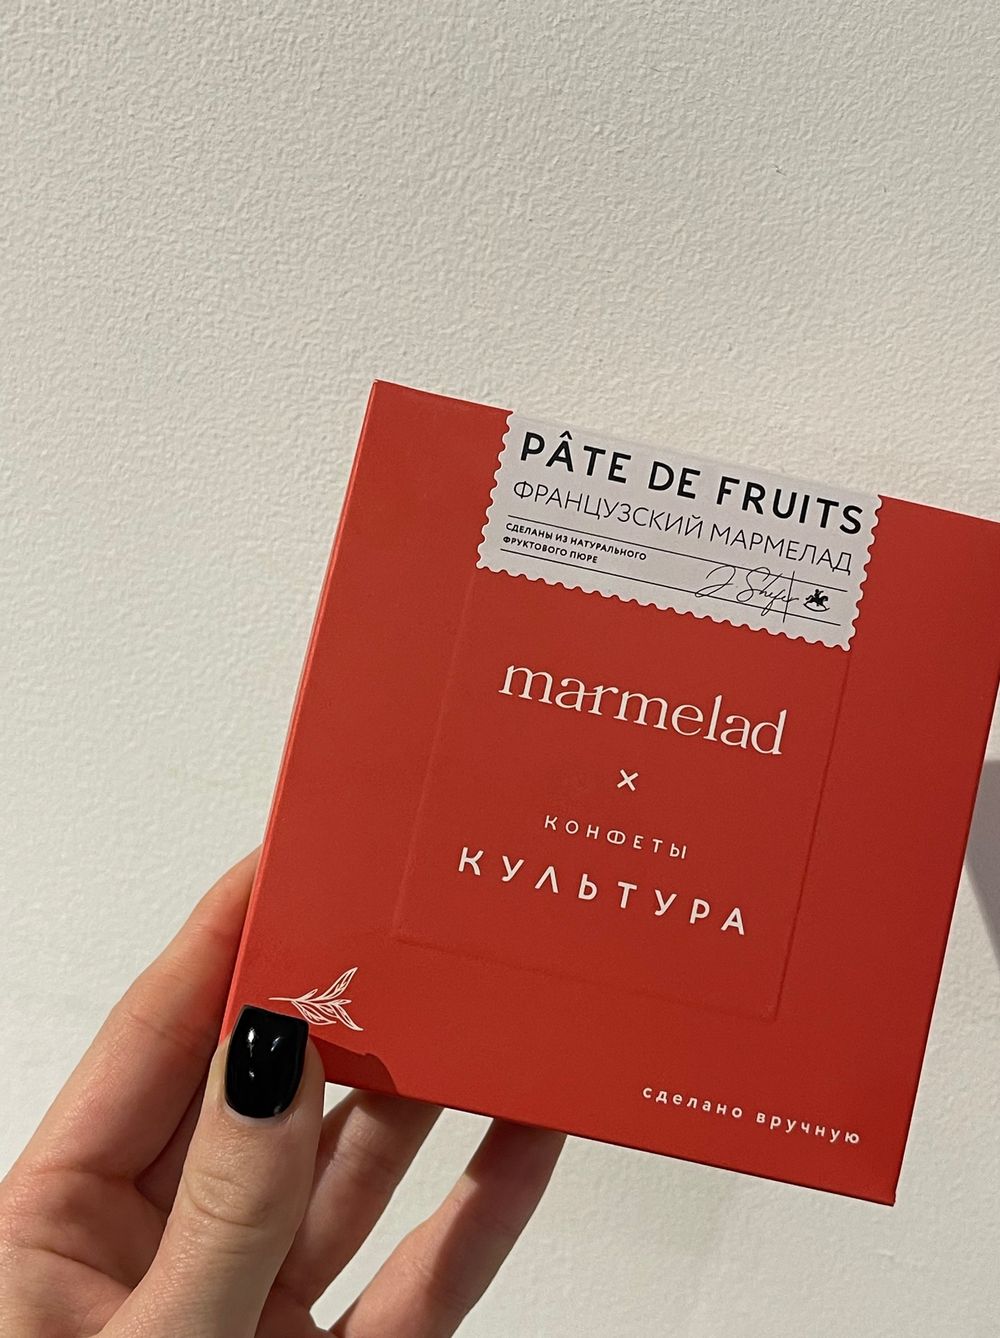 PÂTE DE FRUITS
ФРАНЦУЗСКИЙ МАРМЕЛАД
СДЕЛАНЫ ИЗ НАТУРАЛЬНОГО
ФРУКТОВОГО ПЮРЕ
marmelad
×
КОНФЕТЫ
КУЛЬТУРА
сделано вручную